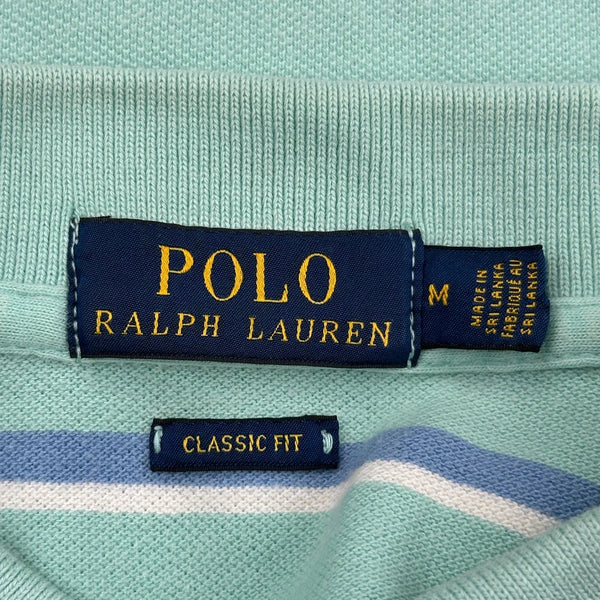 POLO
RALPH LAUREN
M
MADE IN
SRI LANKA
FABRIQUÉ AU
SRI LANKA
CLASSIC FIT